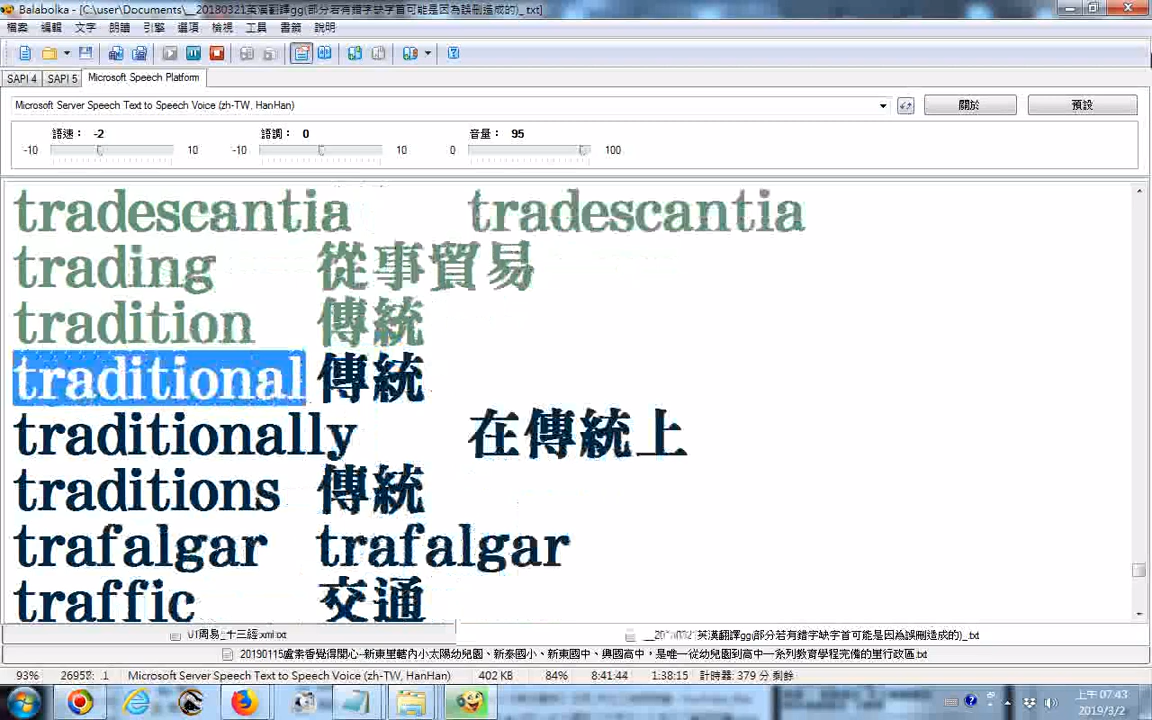 Balabolka - [C:\user\Documents\__20180321英漢翻譯gg(部分若有錯字缺字首可能是因為誤刪造成的)_.txt]
檔案 編輯 文字 朗讀 引擎 選項 檢視 工具 書籤 說明
SAPI 4 SAPI 5 Microsoft Speech Platform
Microsoft Server Speech Text to Speech Voice (zh-TW, HanHan) 關於 預設
語速： -2 語調： 0 音量： 95
-10 10 -10 10 0 100
tradescantia tradescantia
trading 從事貿易
tradition 傳統
traditional 傳統
traditionally 在傳統上
traditions 傳統
trafalgar trafalgar
traffic 交通
01周易_十三經.xml.txt __20180321英漢翻譯gg(部分若有錯字缺字首可能是因為誤刪造成的)_.txt
20190115盧素香覺得開心--新東里轄內小太陽幼兒園、新泰國小、新東國中、興國高中，是唯一從幼兒園到高中一系列教育學程完備的里行政區.txt
93% Microsoft Server Speech Text to Speech Voice (zh-TW, HanHan) 402 KB 84% 8:41:44 1:38:15 計時器: 379 分 剩餘
上午 07:43
2019/3/2